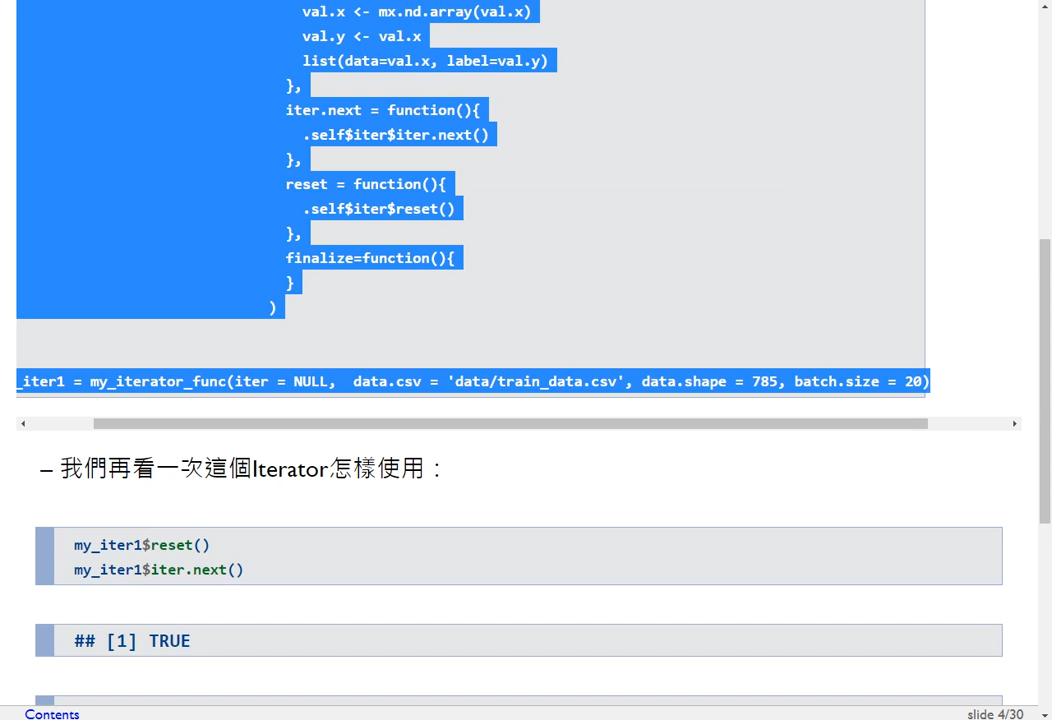 val.x <- mx.nd.array(val.x)
val.y <- val.x
list(data=val.x, label=val.y)
},
iter.next = function(){
.self$iter$iter.next()
},
reset = function(){
.self$iter$reset()
},
finalize=function(){
}
)
_iter1 = my_iterator_func(iter = NULL,  data.csv = 'data/train_data.csv', data.shape = 785, batch.size = 20)
– 我們再看一次這個Iterator怎樣使用：
my_iter1$reset()
my_iter1$iter.next()
## [1] TRUE
Contents
slide 4/30